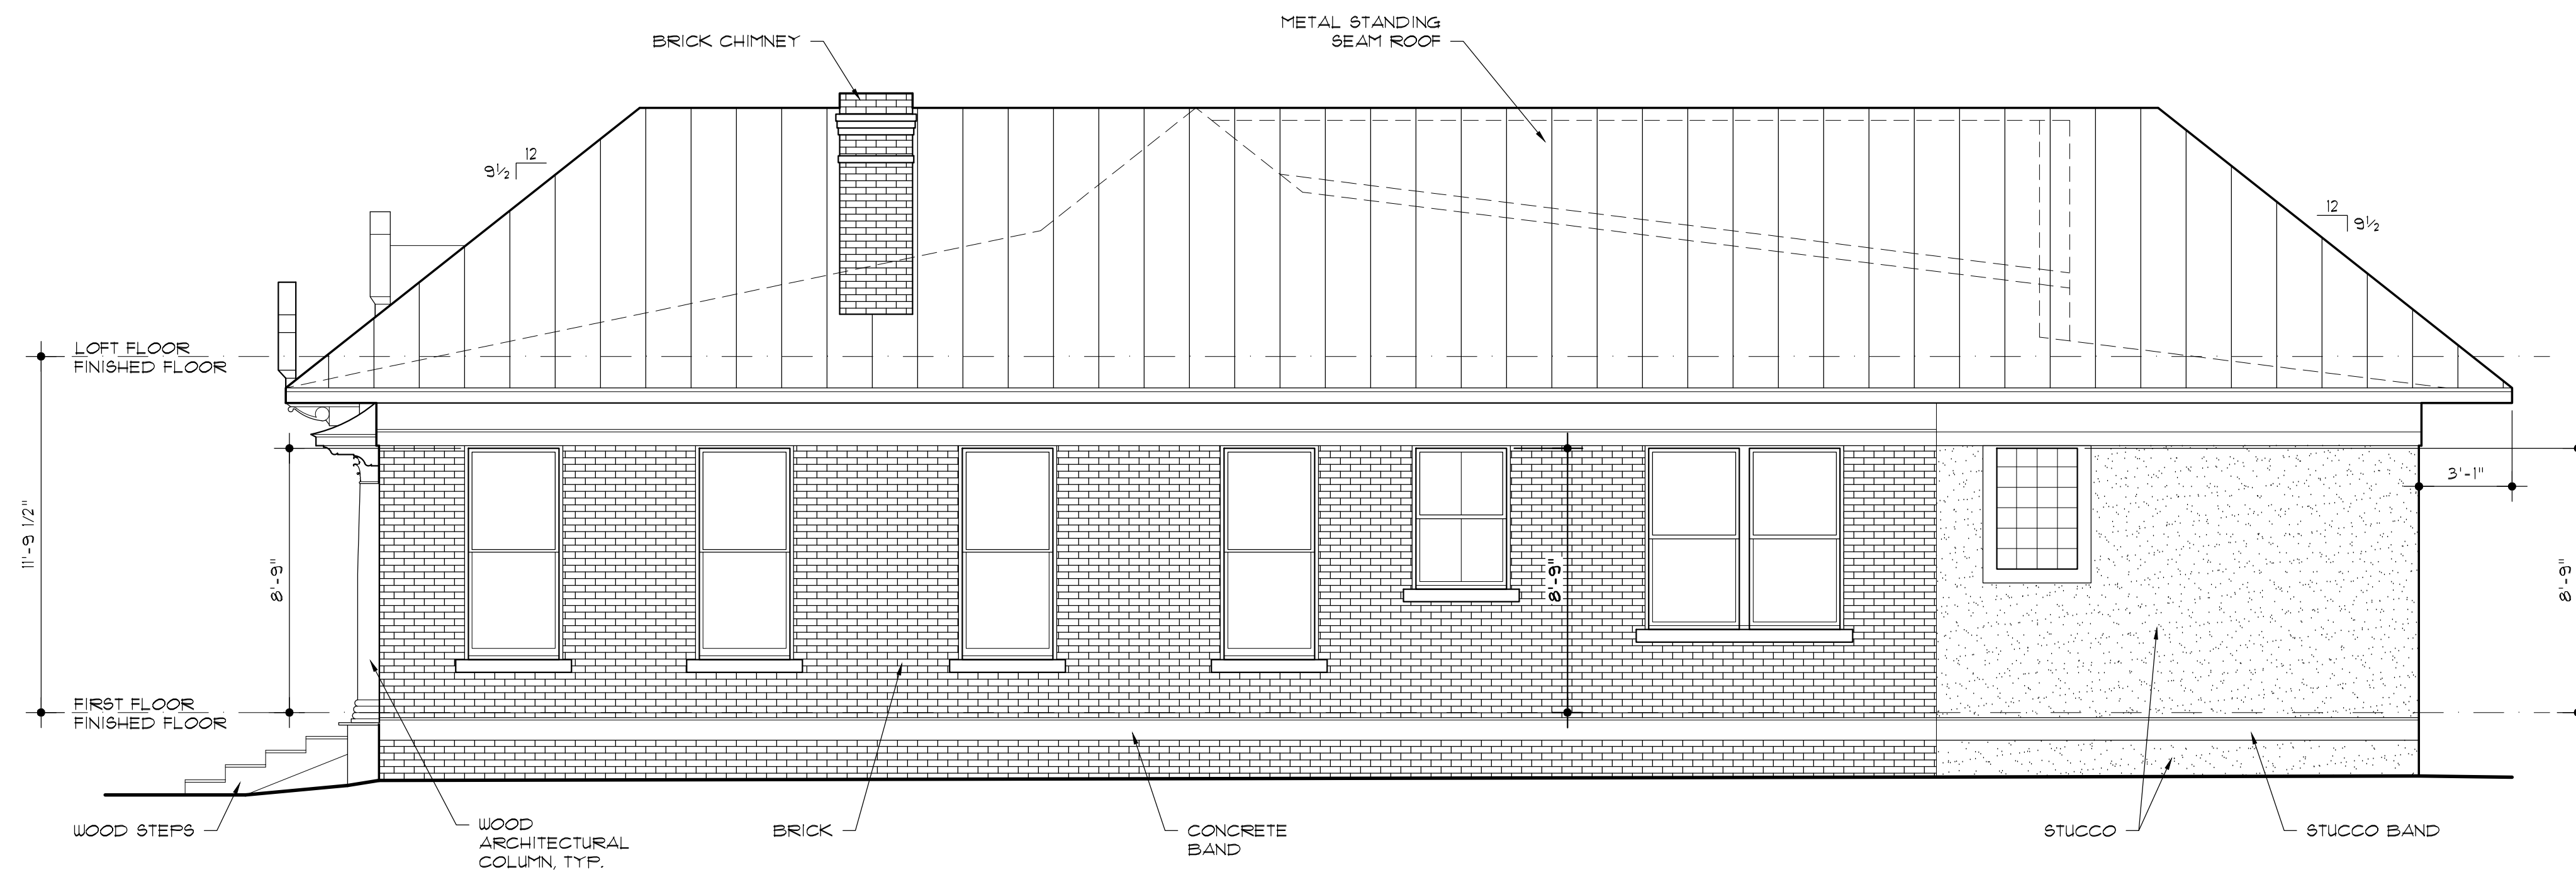 METAL STANDING
SEAM ROOF
BRICK CHIMNEY
12
9½
12
9½
LOFT FLOOR
FINISHED FLOOR
3'-1"
11'-9 1/2"
8'-9"
8'-9"
8'-9"
FIRST FLOOR
FINISHED FLOOR
WOOD STEPS
WOOD
ARCHITECTURAL
COLUMN, TYP.
BRICK
CONCRETE
BAND
STUCCO
STUCCO BAND